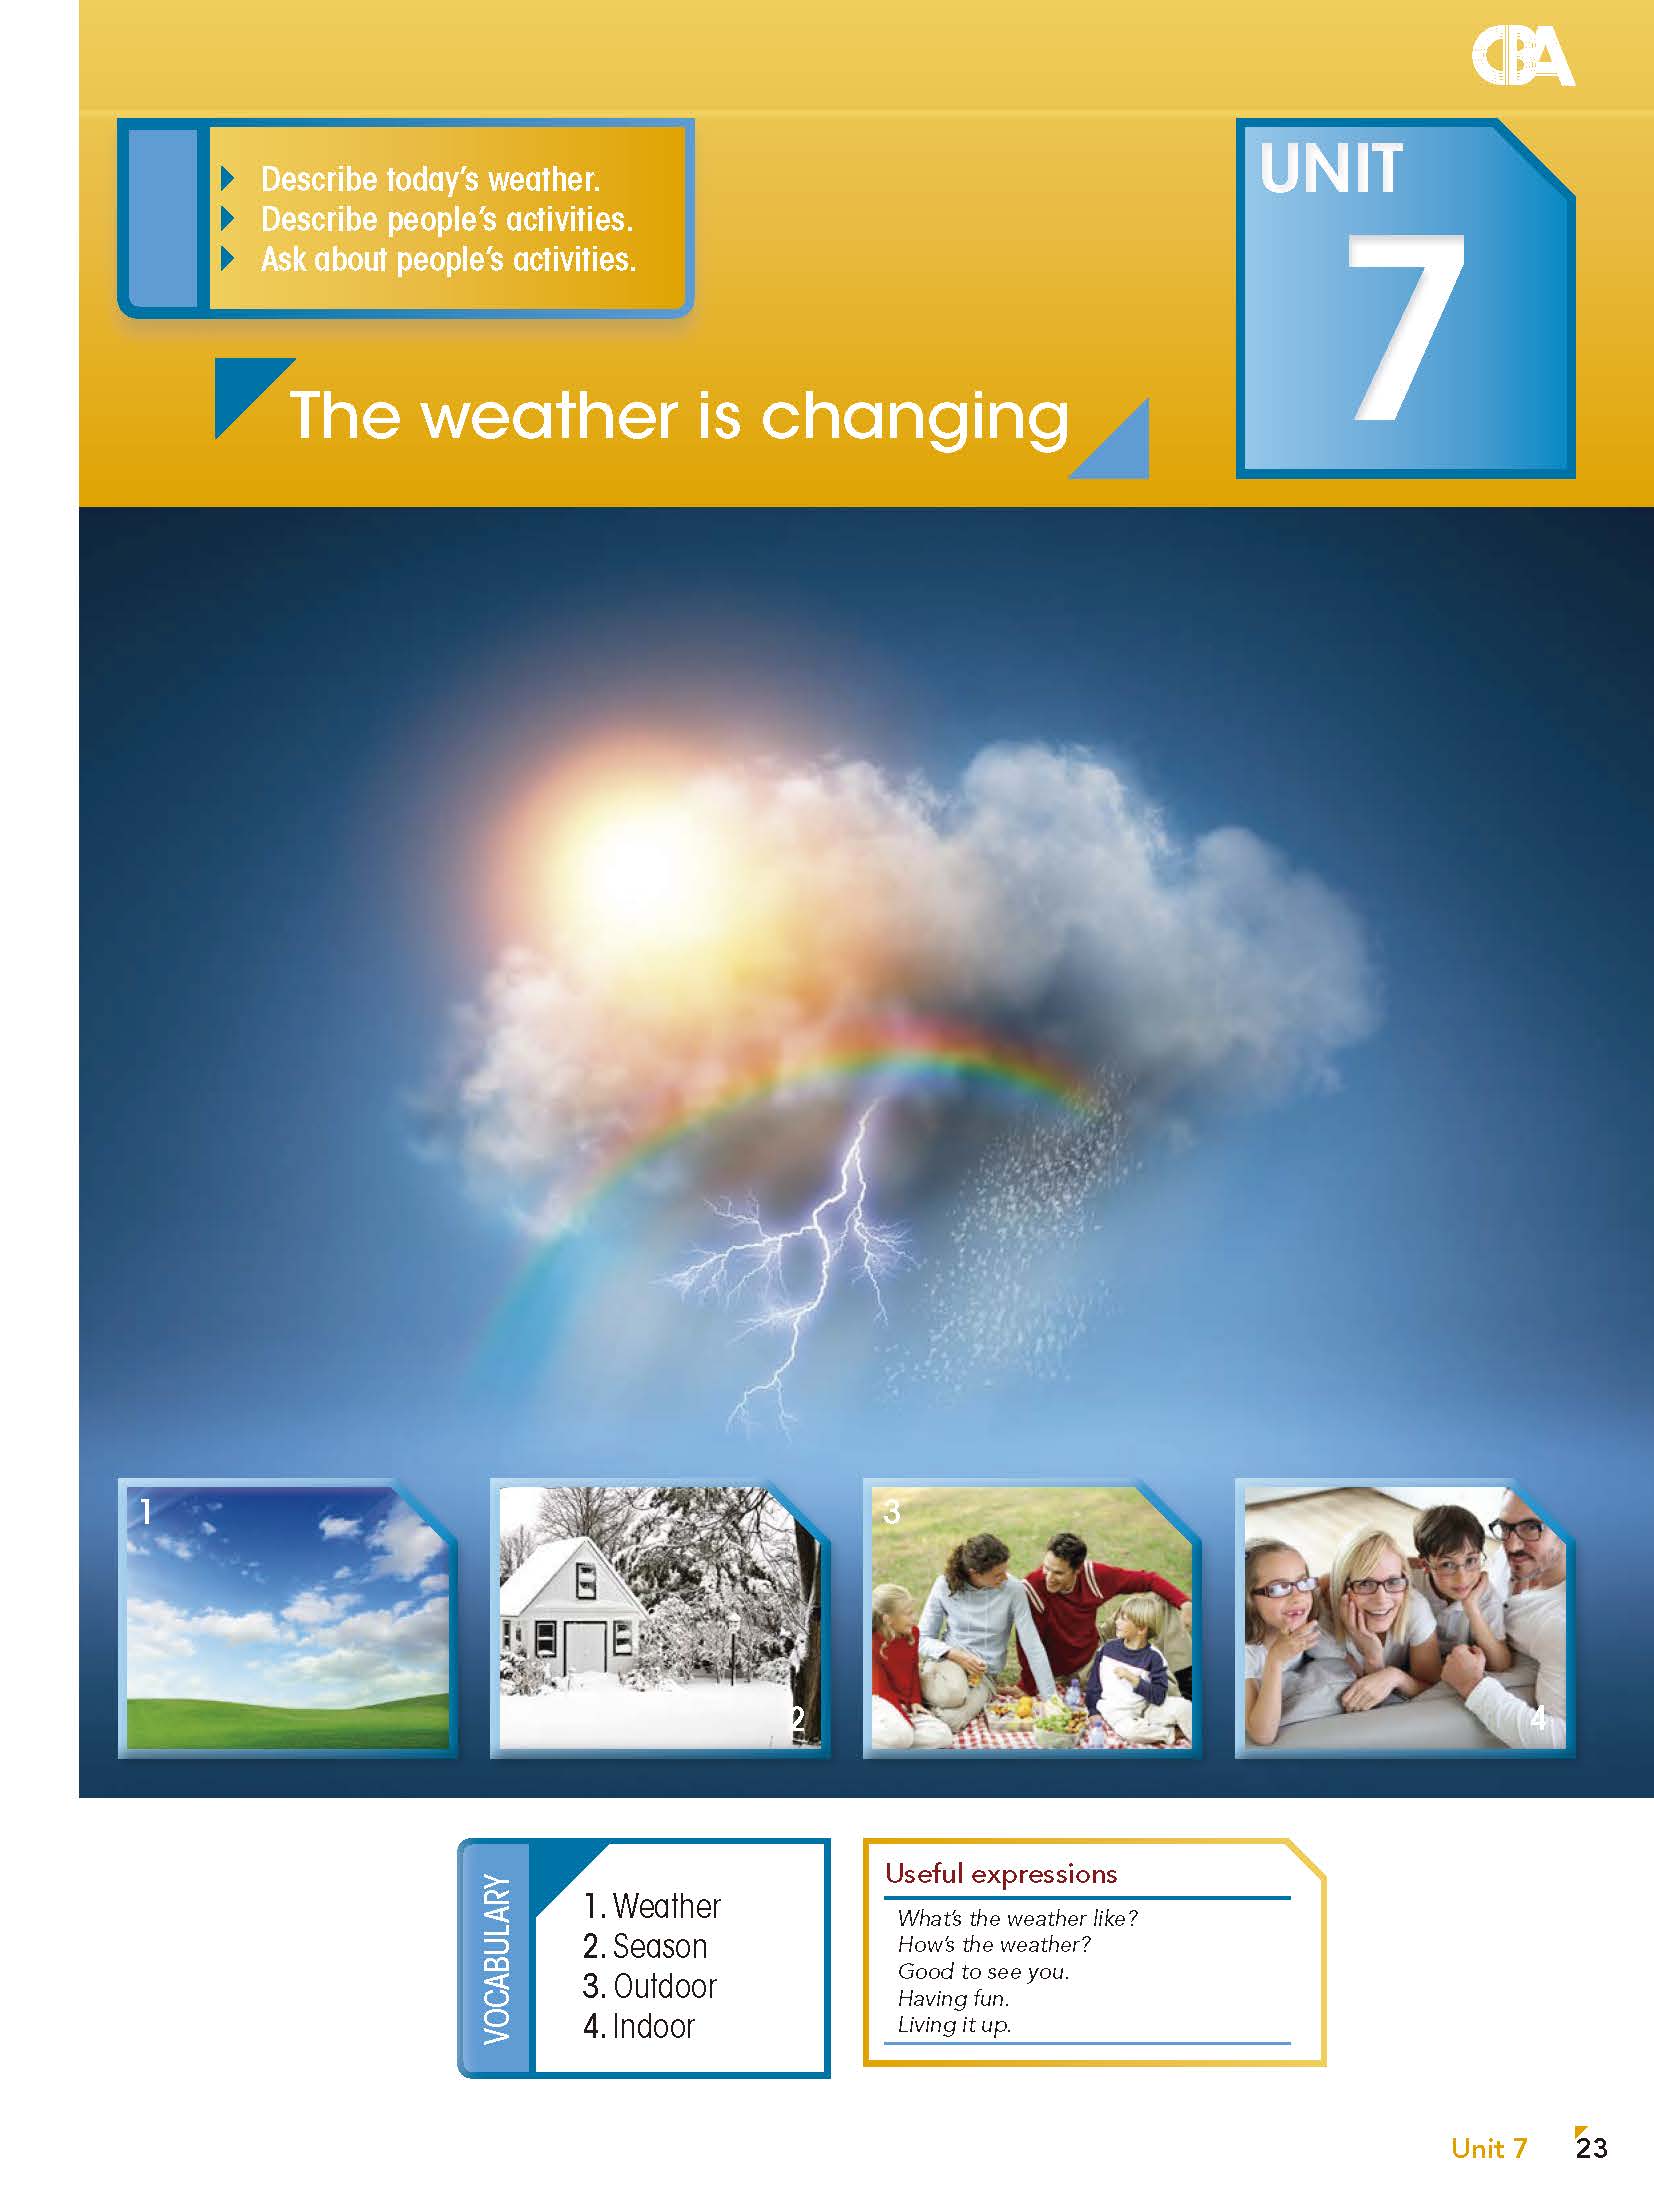 CBA
Describe today's weather.
Describe people's activities.
Ask about people's activities.
UNIT
7
The weather is changing
1
2
3
4
VOCABULARY
1. Weather
2. Season
3. Outdoor
4. Indoor
Useful expressions
What's the weather like?
How's the weather?
Good to see you.
Having fun.
Living it up.
Unit 7 23